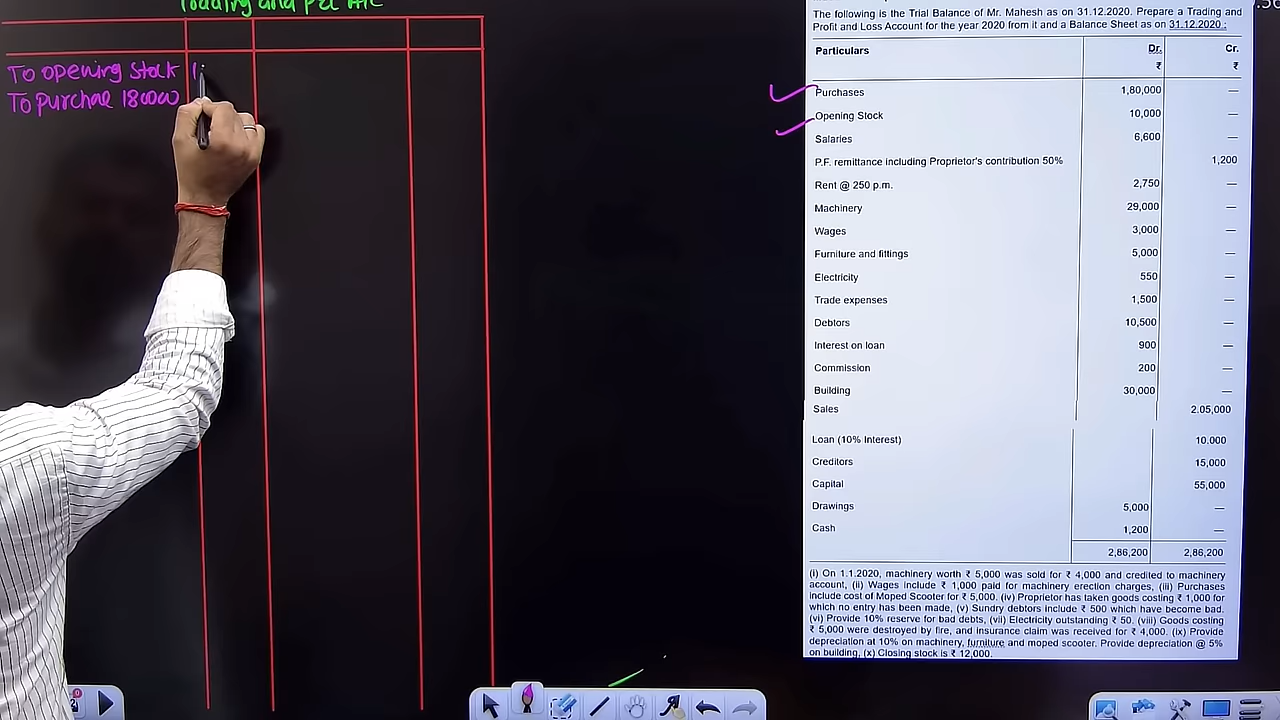 Trading and P&L A/C
To opening stock 1
To purchae 180000
The following is the Trial Balance of Mr. Mahesh as on 31.12.2020. Prepare a Trading and
Profit and Loss Account for the year 2020 from it and a Balance Sheet as on 31.12.2020 :
Particulars Dr. Cr.
₹ ₹
Purchases 1,80,000 —
Opening Stock 10,000 —
Salaries 6,600 —
P.F. remittance including Proprietor's contribution 50% 1,200
Rent @ 250 p.m. 2,750 —
Machinery 29,000 —
Wages 3,000 —
Furniture and fittings 5,000 —
Electricity 550 —
Trade expenses 1,500 —
Debtors 10,500 —
Interest on loan 900 —
Commission 200 —
Building 30,000 —
Sales 2.05,000
Loan (10% Interest) 10.000
Creditors 15,000
Capital 55,000
Drawings 5,000 —
Cash 1,200 —
2,86,200 2,86,200
(i) On 1.1.2020, machinery worth ₹ 5,000 was sold for ₹ 4,000 and credited to machinery
account, (ii) Wages include ₹ 1,000 paid for machinery erection charges, (iii) Purchases
include cost of Moped Scooter for ₹ 5,000. (iv) Proprietor has taken goods costing ₹ 1,000 for
which no entry has been made, (v) Sundry debtors include ₹ 500 which have become bad.
(vi) Provide 10% reserve for bad debts, (vii) Electricity outstanding ₹ 50. (viii) Goods costing
₹ 5,000 were destroyed by fire, and insurance claim was received for ₹ 4,000. (ix) Provide
depreciation at 10% on machinery, furniture and moped scooter. Provide depreciation @ 5%
on building, (x) Closing stock is ₹ 12,000.